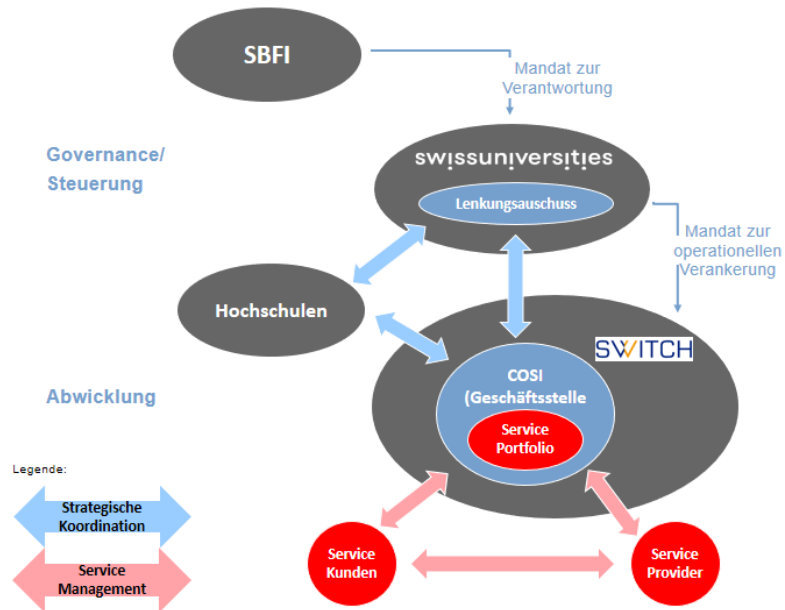 SBFI
Mandat zur
Verantwortung
Governance/
Steuerung
swissuniversities
Lenkungsauschuss
Mandat zur
operationellen
Verankerung
Hochschulen
SWITCH
COSI
(Geschäftsstelle
Service
Portfolio
Abwicklung
Legende:
Strategische
Koordination
Service
Management
Service
Kunden
Service
Provider